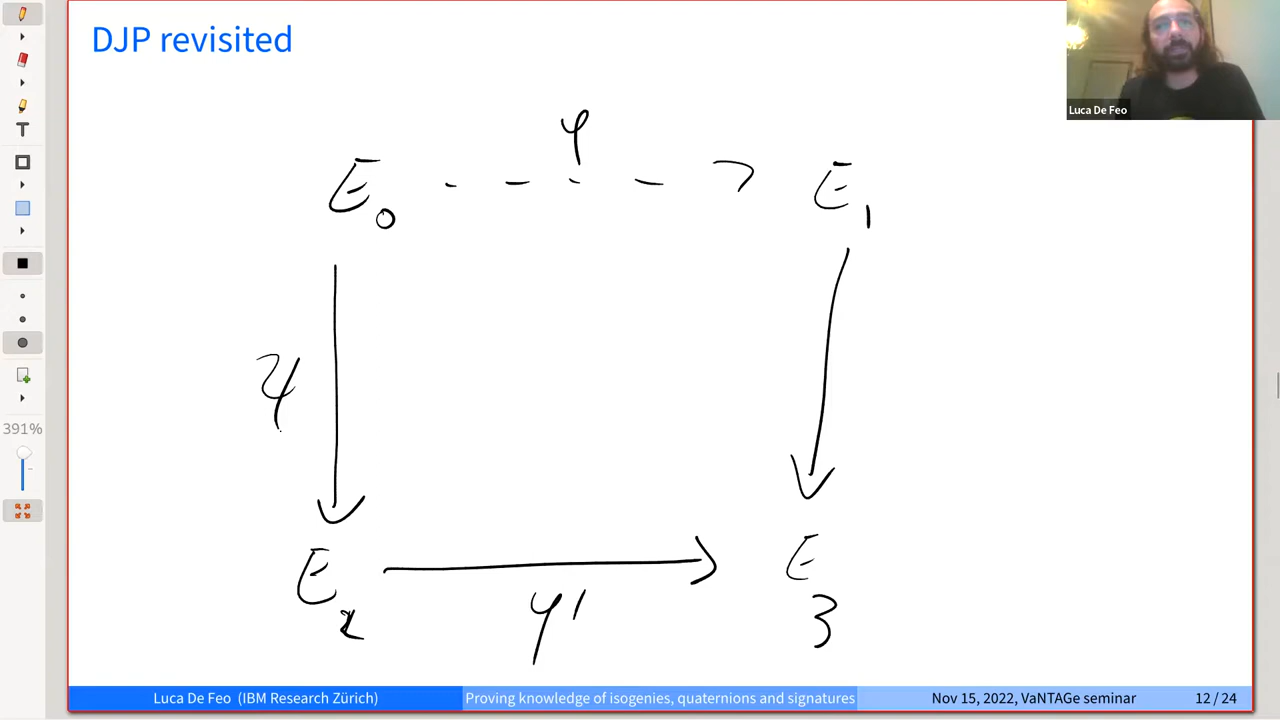 DJP revisited
Luca De Feo
φ
E₀ E₁
ψ
E₂ E₃
φ'
T
391%
Luca De Feo (IBM Research Zürich) Proving knowledge of isogenies, quaternions and signatures Nov 15, 2022, VaNTAGe seminar 12 / 24